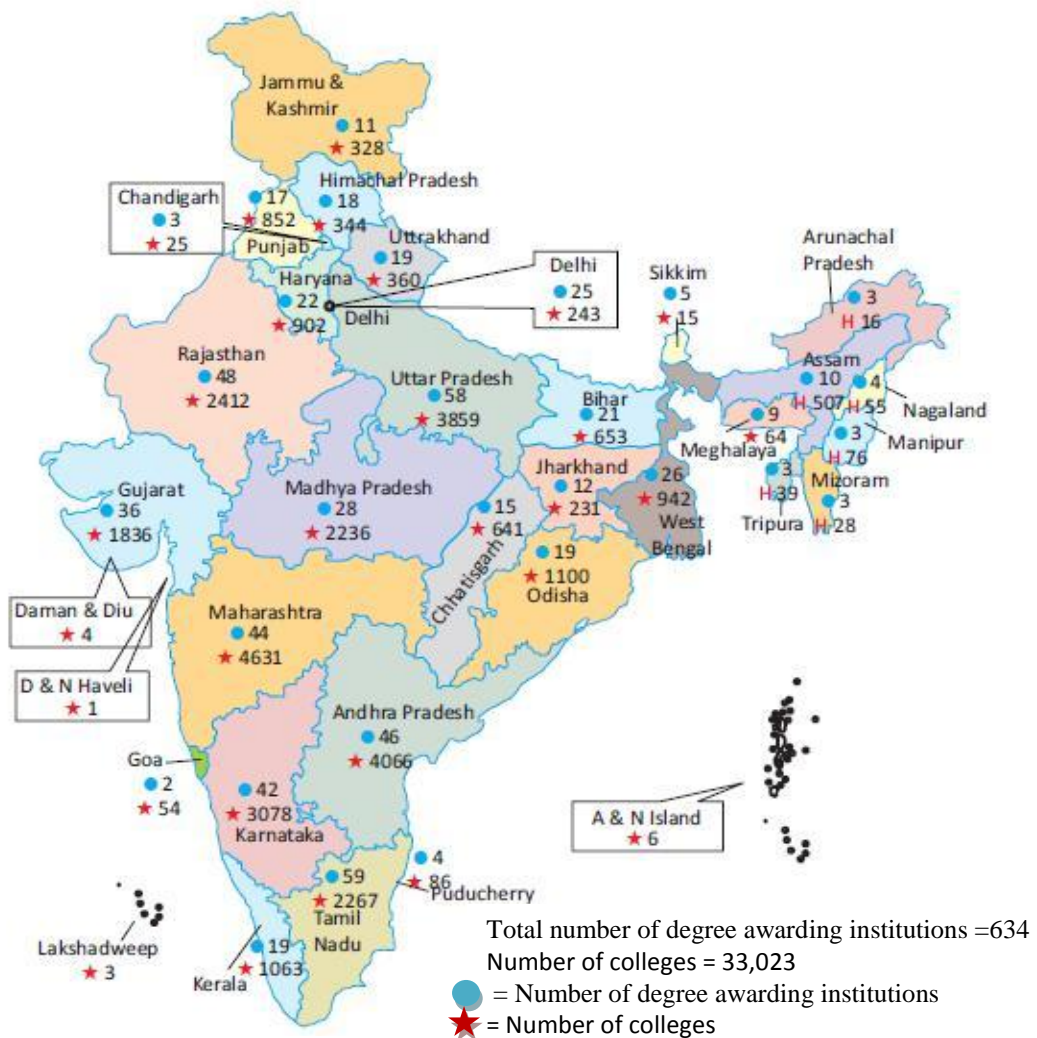 Jammu &
Kashmir
11
328
Himachal Pradesh
18
344
Chandigarh
3
25
17
852
Punjab
Uttrakhand
19
360
Haryana
22
902
Delhi
Delhi
25
243
Sikkim
5
15
Arunachal
Pradesh
3
H 16
Rajasthan
48
2412
Uttar Pradesh
58
3859
Bihar
21
653
Assam
10
H 507
4
H 55
Nagaland
9
64
Meghalaya
3
H 76
Manipur
Gujarat
36
1836
Madhya Pradesh
28
2236
15
641
Chhatisgarh
Jharkhand
12
231
26
942
West
Bengal
3
H 39
Tripura
Mizoram
3
H 28
19
1100
Odisha
Daman & Diu
4
D & N Haveli
1
Maharashtra
44
4631
Andhra Pradesh
46
4066
Goa
2
54
42
3078
Karnataka
A & N Island
6
4
86
Puducherry
59
2267
Tamil
Nadu
Lakshadweep
3
19
1063
Kerala
Total number of degree awarding institutions =634
Number of colleges = 33,023
= Number of degree awarding institutions
= Number of colleges